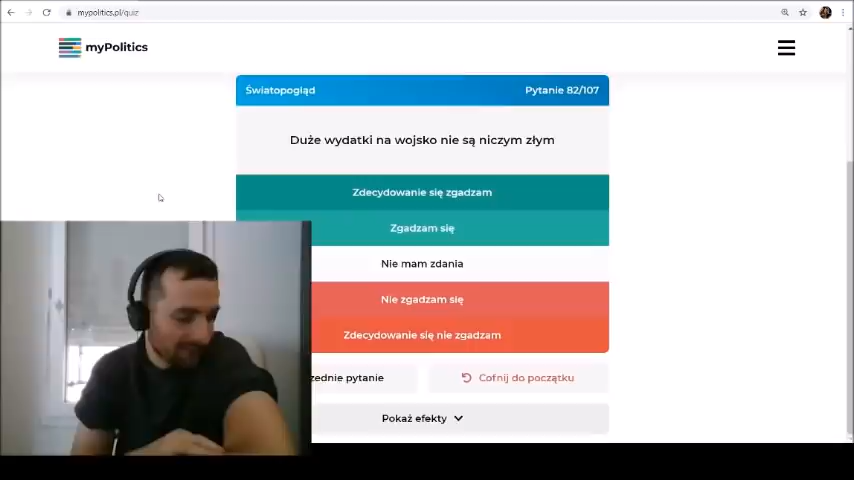 mypolitics.pl/quiz
myPolitics
Światopogląd
Pytanie 82/107
Duże wydatki na wojsko nie są niczym złym
Zdecydowanie się zgadzam
Zgadzam się
Nie mam zdania
Nie zgadzam się
Zdecydowanie się nie zgadzam
pytanie
Cofnij do początku
Pokaż efekty